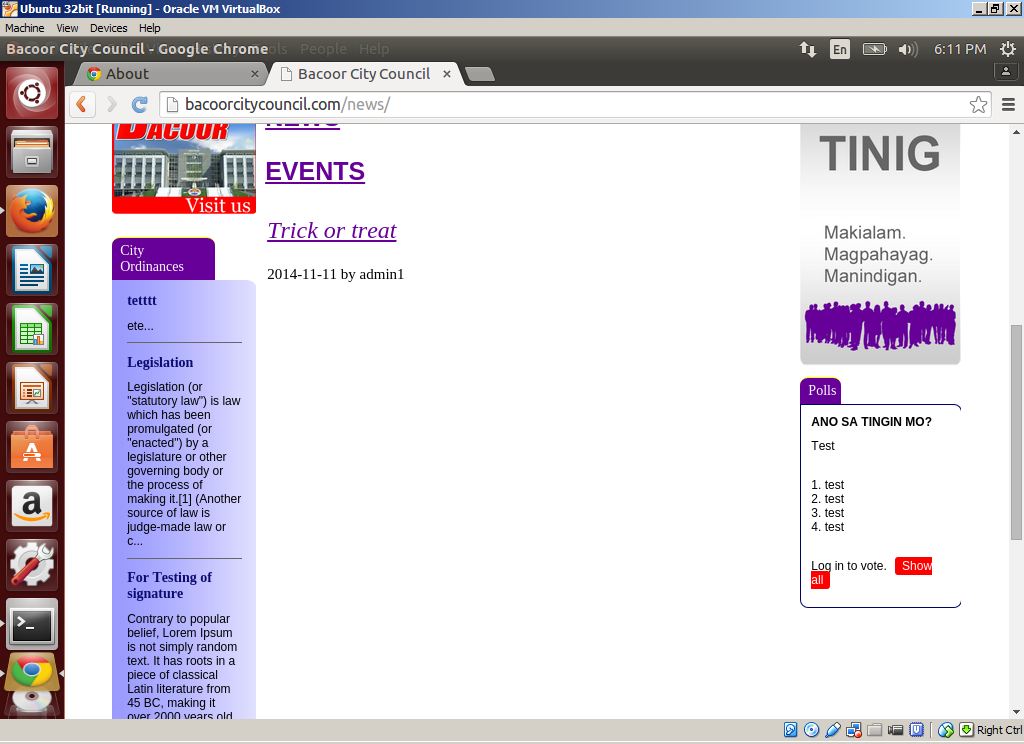 Ubuntu 32bit [Running] - Oracle VM VirtualBox
Machine View Devices Help
Bacoor City Council - Google Chrome
ols People Help
En
6:11 PM
About
Bacoor City Council
bacoorcitycouncil.com/news/
BACOOR
Visit us
City
Ordinances
tetttt
ete...
Legislation
Legislation (or
"statutory law") is law
which has been
promulgated (or
"enacted") by a
legislature or other
governing body or
the process of
making it.[1] (Another
source of law is
judge-made law or
c...
For Testing of
signature
Contrary to popular
belief, Lorem Ipsum
is not simply random
text. It has roots in a
piece of classical
Latin literature from
45 BC, making it
over 2000 years old
NEWS
EVENTS
Trick or treat
2014-11-11 by admin1
TINIG
Makialam.
Magpahayag.
Manindigan.
Polls
ANO SA TINGIN MO?
Test
1. test
2. test
3. test
4. test
Log in to vote. Show
all
Right Ctrl